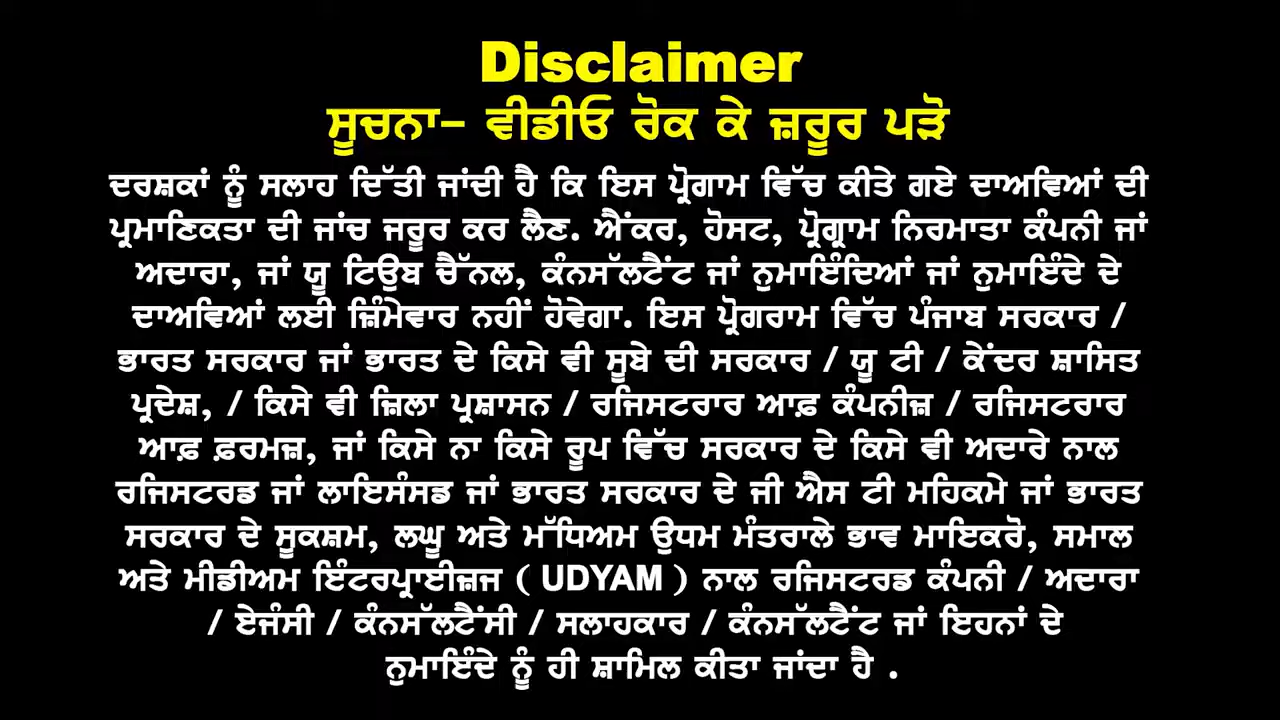 Disclaimer
ਸੂਚਨਾ- ਵੀਡੀਓ ਰੋਕ ਕੇ ਜ਼ਰੂਰ ਪੜੋ
ਦਰਸ਼ਕਾਂ ਨੂੰ ਸਲਾਹ ਦਿੱਤੀ ਜਾਂਦੀ ਹੈ ਕਿ ਇਸ ਪ੍ਰੋਗਾਮ ਵਿੱਚ ਕੀਤੇ ਗਏ ਦਾਅਵਿਆਂ ਦੀ
ਪ੍ਰਮਾਣਿਕਤਾ ਦੀ ਜਾਂਚ ਜਰੂਰ ਕਰ ਲੈਣ. ਐਂਕਰ, ਹੋਸਟ, ਪ੍ਰੋਗ੍ਰਾਮ ਨਿਰਮਾਤਾ ਕੰਪਨੀ ਜਾਂ
ਅਦਾਰਾ, ਜਾਂ ਯੂ ਟਿਊਬ ਚੈੱਨਲ, ਕੰਨਸੱਲਟੈਂਟ ਜਾਂ ਨੁਮਾਇੰਦਿਆਂ ਜਾਂ ਨੁਮਾਇੰਦੇ ਦੇ
ਦਾਅਵਿਆਂ ਲਈ ਜ਼ਿੰਮੇਵਾਰ ਨਹੀਂ ਹੋਵੇਗਾ. ਇਸ ਪ੍ਰੋਗਰਾਮ ਵਿੱਚ ਪੰਜਾਬ ਸਰਕਾਰ /
ਭਾਰਤ ਸਰਕਾਰ ਜਾਂ ਭਾਰਤ ਦੇ ਕਿਸੇ ਵੀ ਸੂਬੇ ਦੀ ਸਰਕਾਰ / ਯੂ ਟੀ / ਕੇਂਦਰ ਸ਼ਾਸਿਤ
ਪ੍ਰਦੇਸ਼, / ਕਿਸੇ ਵੀ ਜ਼ਿਲਾ ਪ੍ਰਸ਼ਾਸਨ / ਰਜਿਸਟਰਾਰ ਆਫ਼ ਕੰਪਨੀਜ਼ / ਰਜਿਸਟਰਾਰ
ਆਫ਼ ਫ਼ਰਮਜ਼, ਜਾਂ ਕਿਸੇ ਨਾ ਕਿਸੇ ਰੂਪ ਵਿੱਚ ਸਰਕਾਰ ਦੇ ਕਿਸੇ ਵੀ ਅਦਾਰੇ ਨਾਲ
ਰਜਿਸਟਰਡ ਜਾਂ ਲਾਇਸੰਸਡ ਜਾਂ ਭਾਰਤ ਸਰਕਾਰ ਦੇ ਜੀ ਐਸ ਟੀ ਮਹਿਕਮੇ ਜਾਂ ਭਾਰਤ
ਸਰਕਾਰ ਦੇ ਸੂਕਸ਼ਮ, ਲਘੂ ਅਤੇ ਮੱਧਿਅਮ ਉਧਮ ਮੰਤਰਾਲੇ ਭਾਵ ਮਾਇਕਰੋ, ਸਮਾਲ
ਅਤੇ ਮੀਡੀਅਮ ਇੰਟਰਪ੍ਰਾਈਜ਼ਜ ( UDYAM ) ਨਾਲ ਰਜਿਸਟਰਡ ਕੰਪਨੀ / ਅਦਾਰਾ
/ ਏਜੰਸੀ / ਕੰਨਸੱਲਟੈਂਸੀ / ਸਲਾਹਕਾਰ / ਕੰਨਸੱਲਟੈਂਟ ਜਾਂ ਇਹਨਾਂ ਦੇ
ਨੁਮਾਇੰਦੇ ਨੂੰ ਹੀ ਸ਼ਾਮਿਲ ਕੀਤਾ ਜਾਂਦਾ ਹੈ .